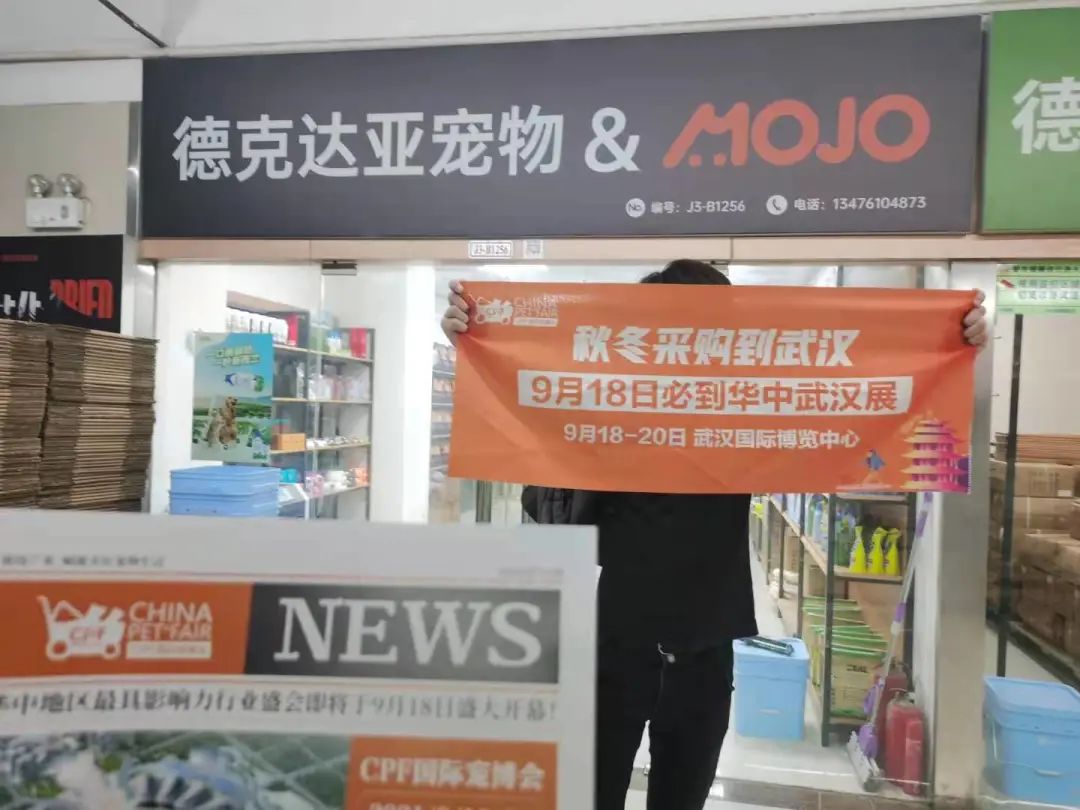 德克达亚宠物 & MOJO
No. 编号：J3-B1256 电话：13476104873
德
J3-B1256
CPF CHINA PET FAIR
秋冬采购到武汉
9月18日必到华中武汉展
9月18-20日 武汉国际博览中心
CPF CHINA PET FAIR NEWS
中地区最具影响力行业盛会即将于9月18日盛大开幕!
CPF国际宠博会